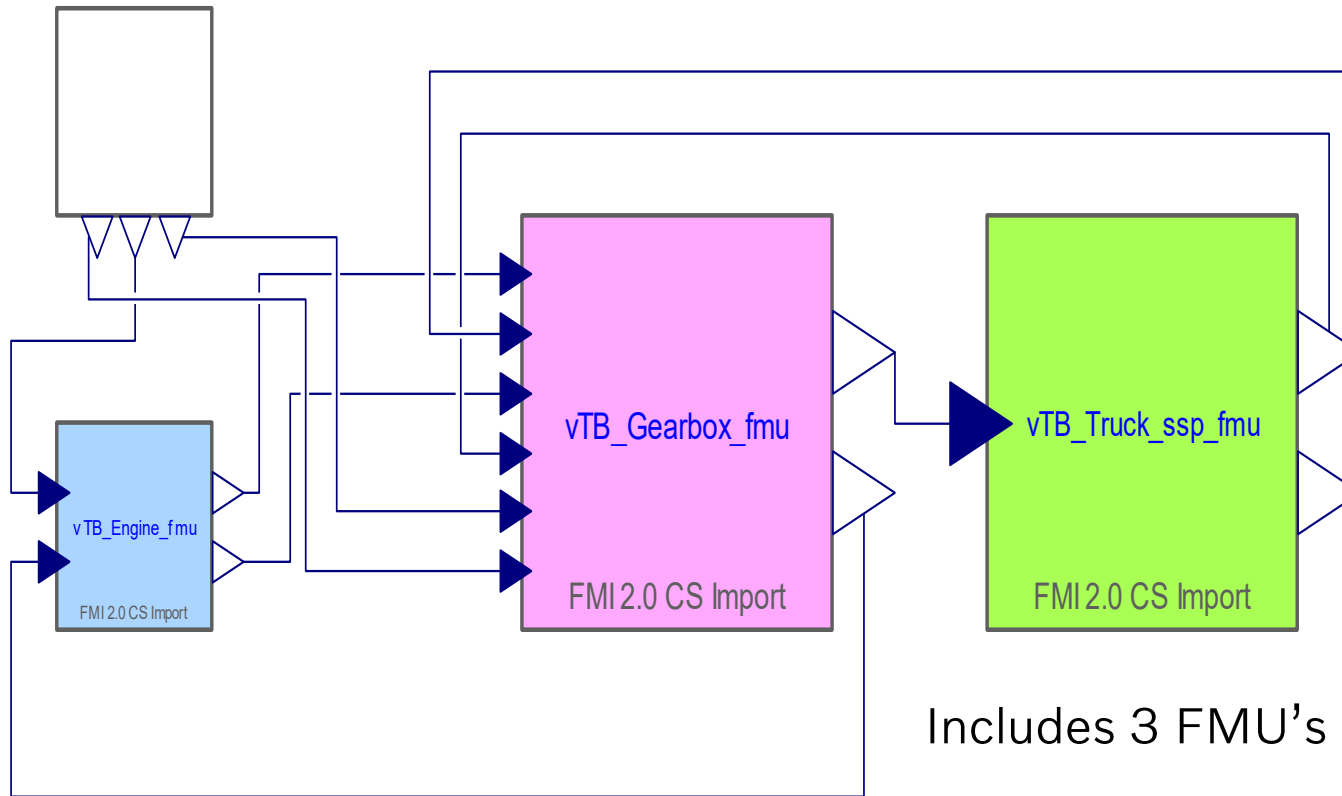 vTB_Gearbox_fmu
vTB_Truck_ssp_fmu
vTB_Engine_fmu
FMI 2.0 CS Import
FMI 2.0 CS Import
FMI 2.0 CS Import
Includes 3 FMU’s